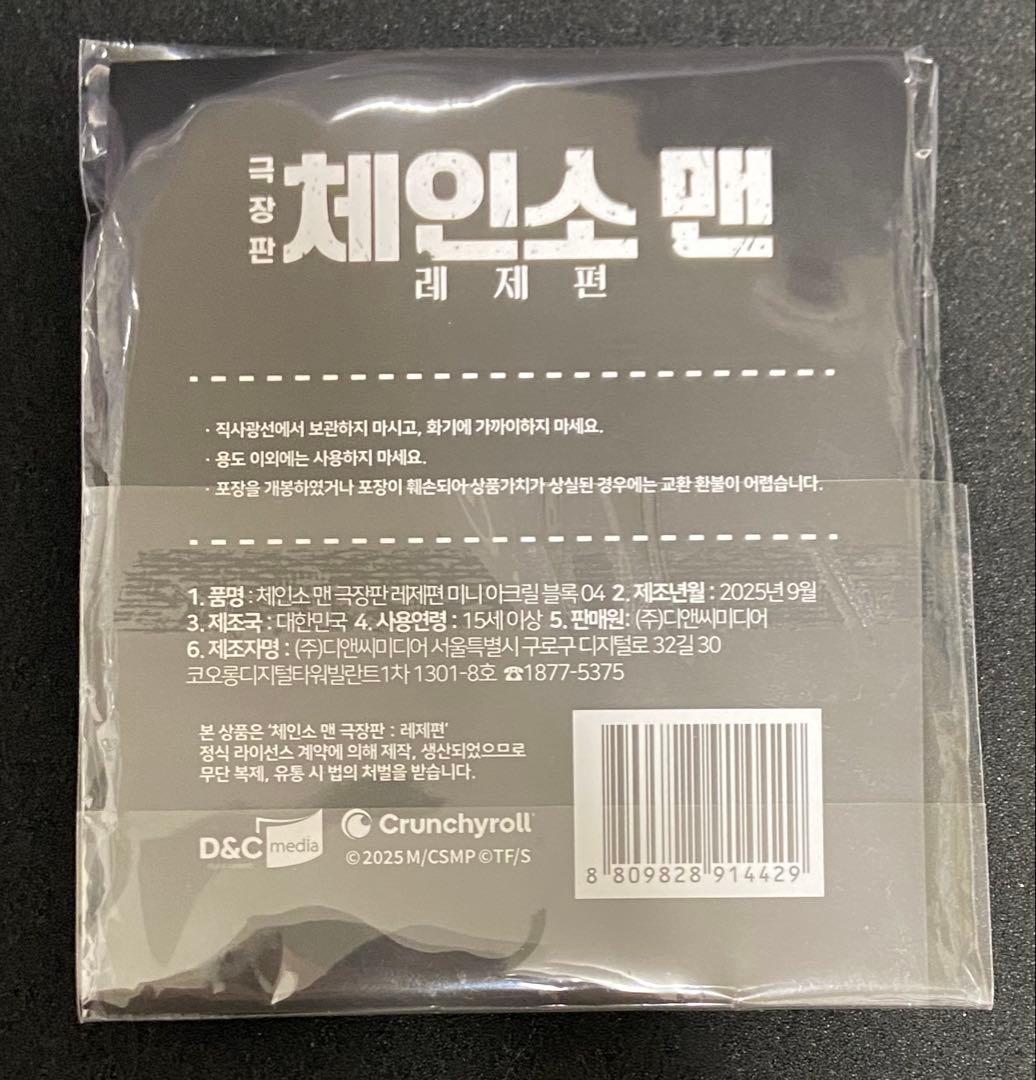 극장판
체인소 맨
레제편
· 직사광선에서 보관하지 마시고, 화기에 가까이하지 마세요.
· 용도 이외에는 사용하지 마세요.
· 포장을 개봉하였거나 포장이 훼손되어 상품가치가 상실된 경우에는 교환 환불이 어렵습니다.
1. 품명 : 체인소 맨 극장판 레제편 미니 아크릴 블록 04 2. 제조년월 : 2025년 9월
3. 제조국 : 대한민국 4. 사용연령 : 15세 이상 5. 판매원: (주)디앤씨미디어
6. 제조자명 : (주)디앤씨미디어 서울특별시 구로구 디지털로 32길 30
코오롱디지털타워빌란트1차 1301-8호 ☎1877-5375
본 상품은 '체인소 맨 극장판 : 레제편'
정식 라이선스 계약에 의해 제작, 생산되었으므로
무단 복제, 유통 시 법의 처벌을 받습니다.
D&C media
Crunchyroll
©2025 M/CSMP ©TF/S
8 809828 914429